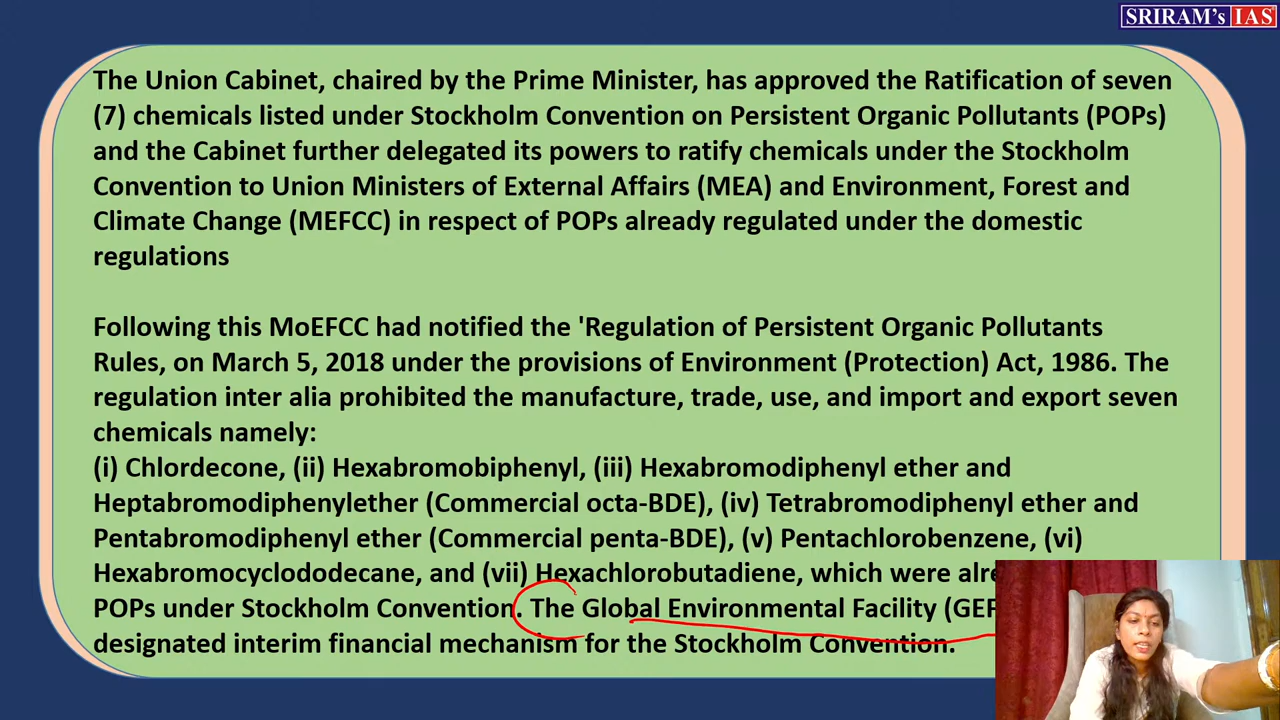 SRIRAM's IAS
The Union Cabinet, chaired by the Prime Minister, has approved the Ratification of seven
(7) chemicals listed under Stockholm Convention on Persistent Organic Pollutants (POPs)
and the Cabinet further delegated its powers to ratify chemicals under the Stockholm
Convention to Union Ministers of External Affairs (MEA) and Environment, Forest and
Climate Change (MEFCC) in respect of POPs already regulated under the domestic
regulations
Following this MoEFCC had notified the 'Regulation of Persistent Organic Pollutants
Rules, on March 5, 2018 under the provisions of Environment (Protection) Act, 1986. The
regulation inter alia prohibited the manufacture, trade, use, and import and export seven
chemicals namely:
(i) Chlordecone, (ii) Hexabromobiphenyl, (iii) Hexabromodiphenyl ether and
Heptabromodiphenylether (Commercial octa-BDE), (iv) Tetrabromodiphenyl ether and
Pentabromodiphenyl ether (Commercial penta-BDE), (v) Pentachlorobenzene, (vi)
Hexabromocyclododecane, and (vii) Hexachlorobutadiene, which were
POPs under Stockholm Convention. The Global Environmental Facility
designated interim financial mechanism for the Stockholm Convention.